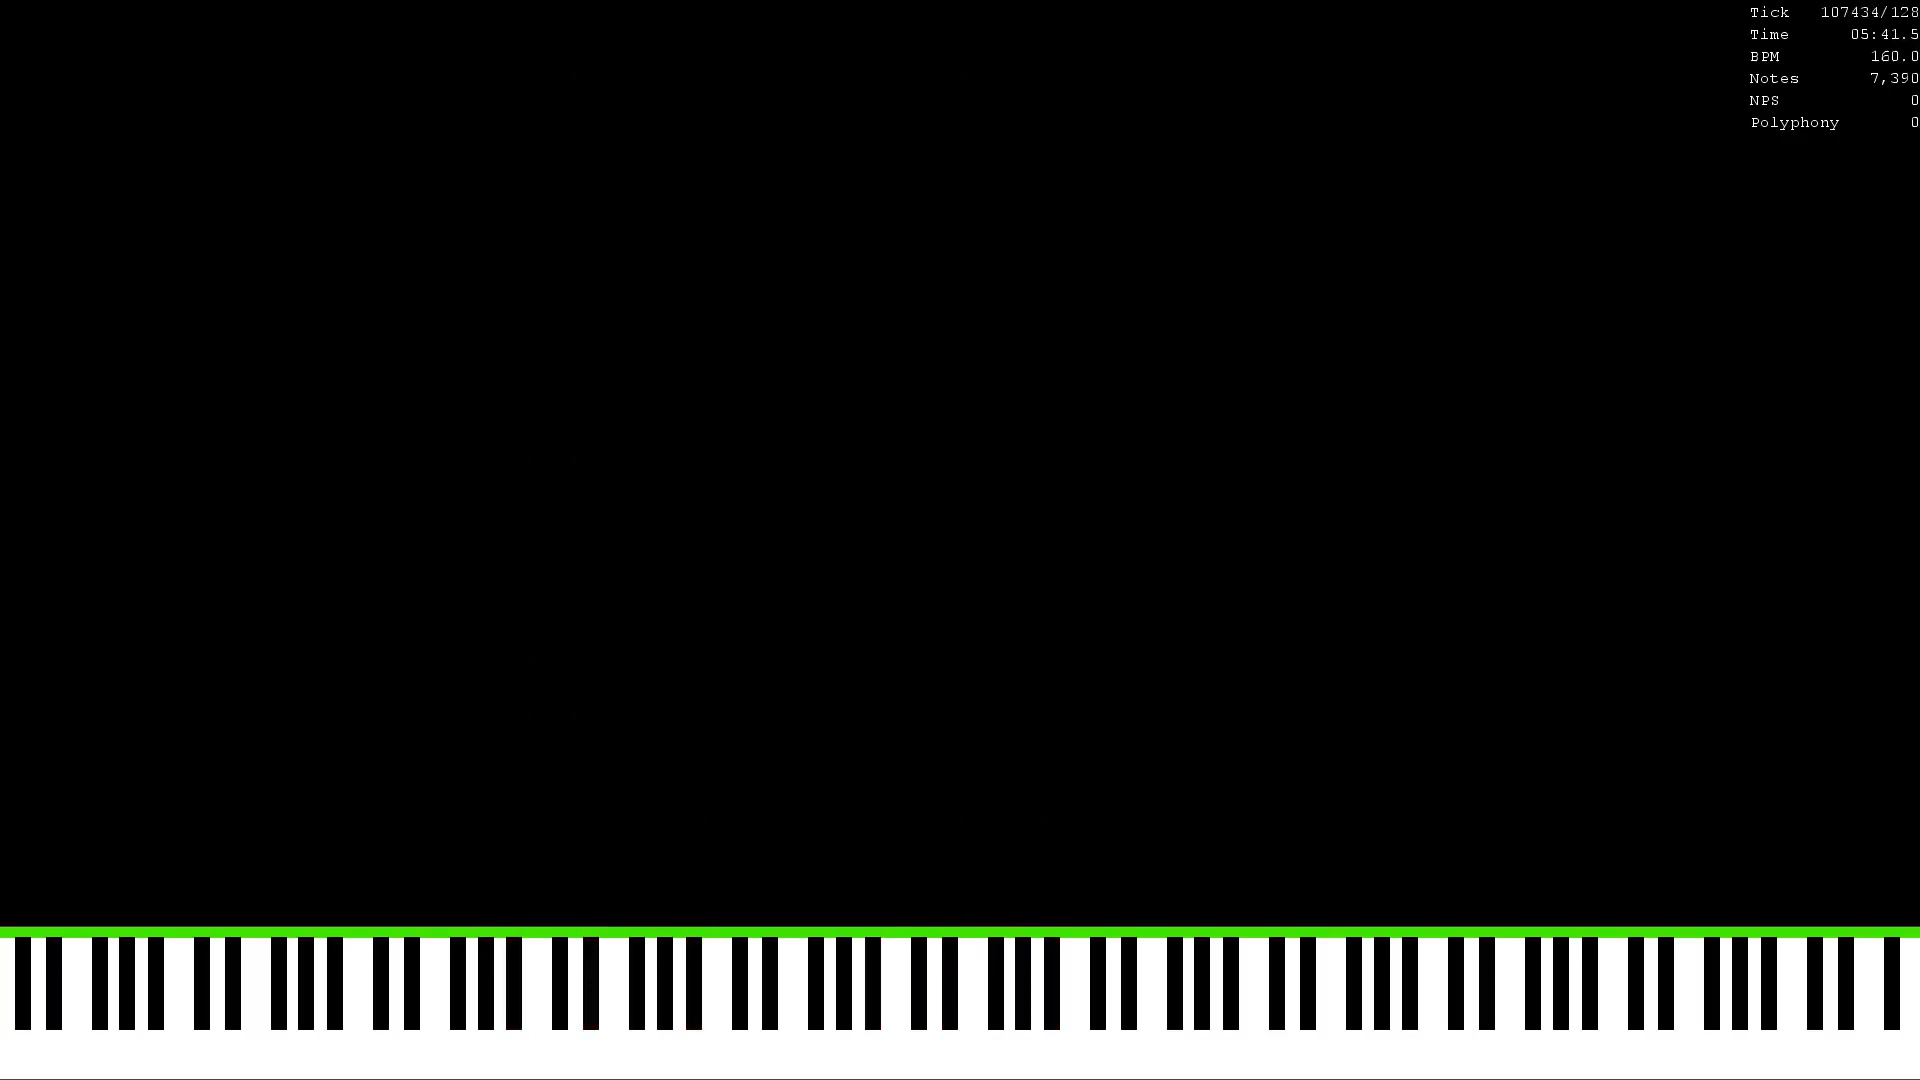 Tick 107434/128
Time 05:41.5
BPM 160.0
Notes 7,390
NPS 0
Polyphony 0